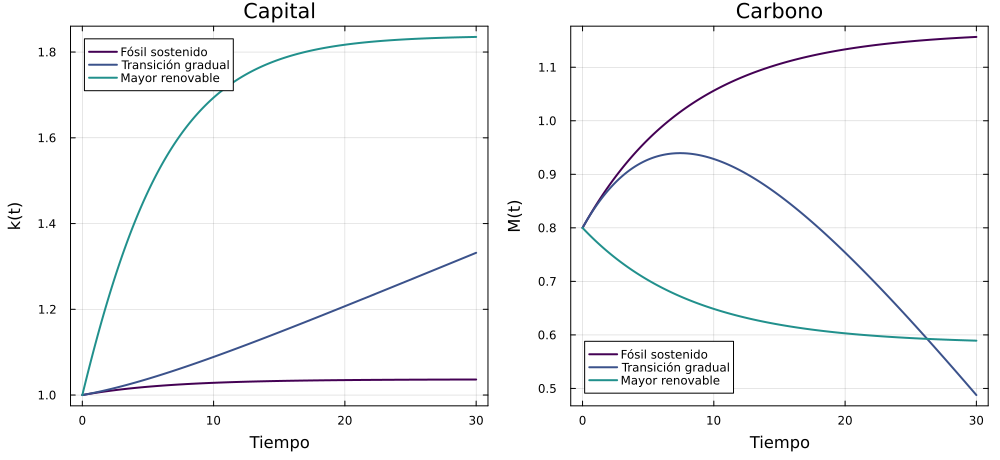 Capital
1.8
1.6
1.4
1.2
1.0
k(t)
Fósil sostenido
Transición gradual
Mayor renovable
0 10 20 30
Tiempo
Carbono
1.1
1.0
0.9
0.8
0.7
0.6
0.5
M(t)
Fósil sostenido
Transición gradual
Mayor renovable
0 10 20 30
Tiempo